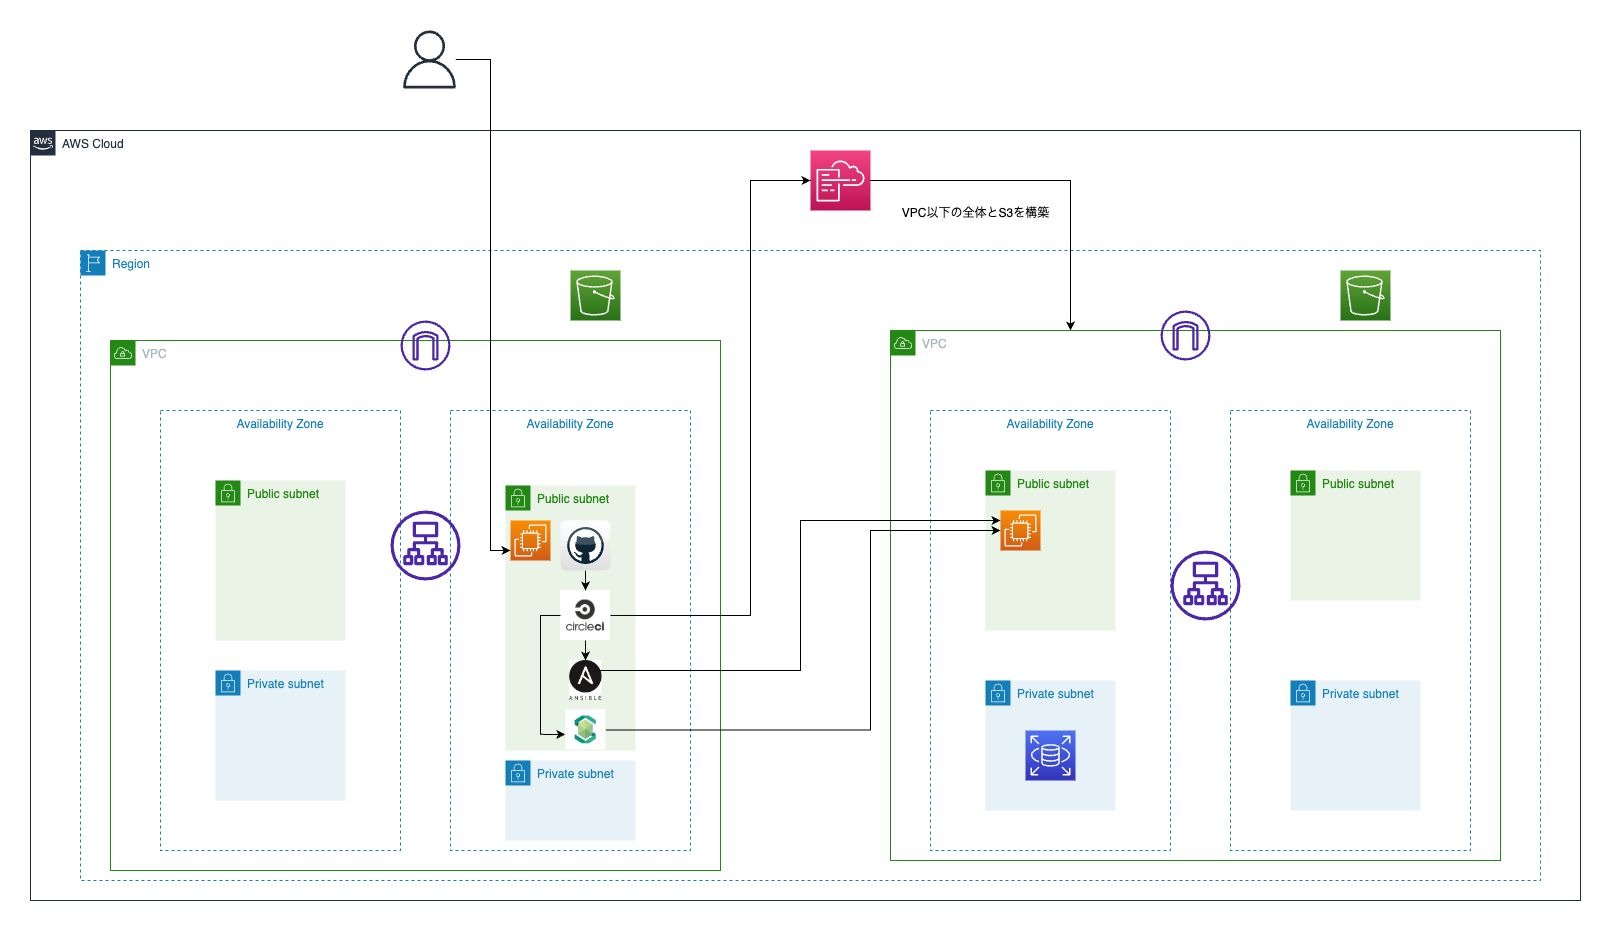 aws
AWS Cloud
VPC以下の全体とS3を構築
Region
VPC
VPC
Availability Zone
Availability Zone
Availability Zone
Availability Zone
Public subnet
Public subnet
Public subnet
Public subnet
circleci
ANSIBLE
Private subnet
Private subnet
Private subnet
Private subnet